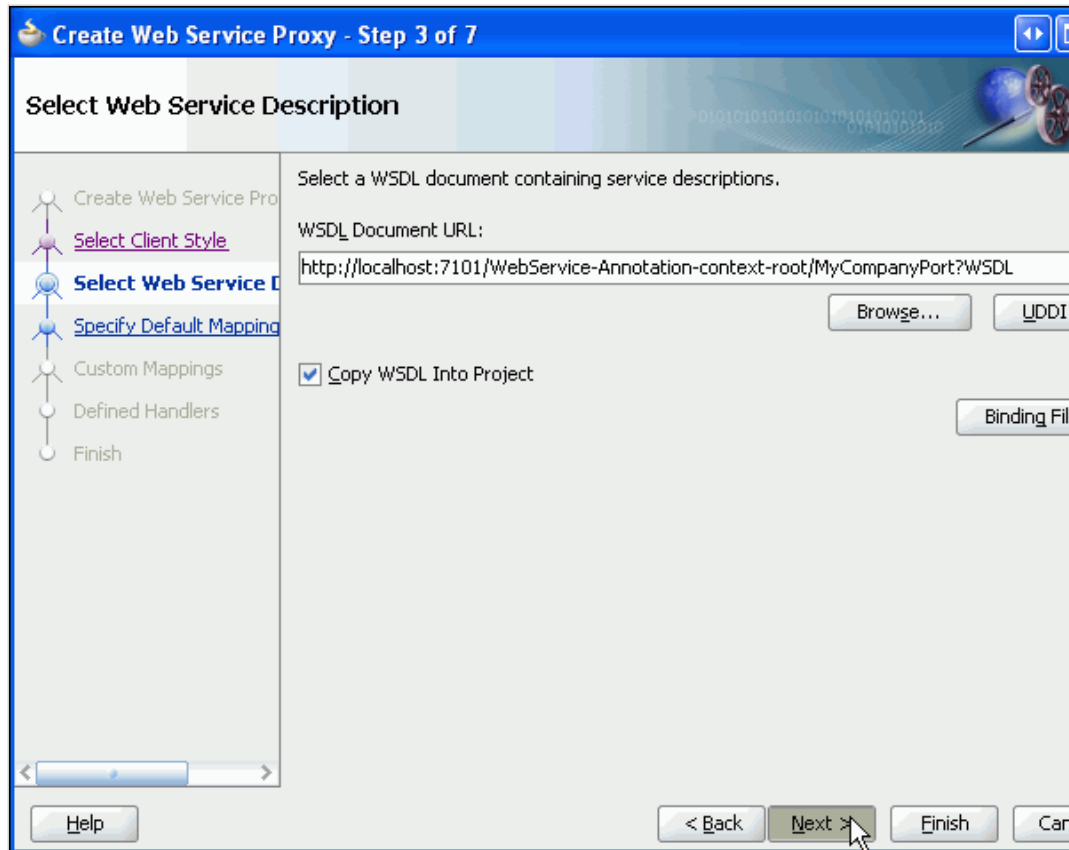 Create Web Service Proxy - Step 3 of 7
Select Web Service Description
010101010101010101010101
01010101010
Create Web Service Pro
Select Client Style
Select Web Service D
Specify Default Mapping
Custom Mappings
Defined Handlers
Finish
Select a WSDL document containing service descriptions.
WSDL Document URL:
http://localhost:7101/WebService-Annotation-context-root/MyCompanyPort?WSDL
Browse...
UDDI
Copy WSDL Into Project
Binding Fil
Help
< Back
Next >
Finish
Can